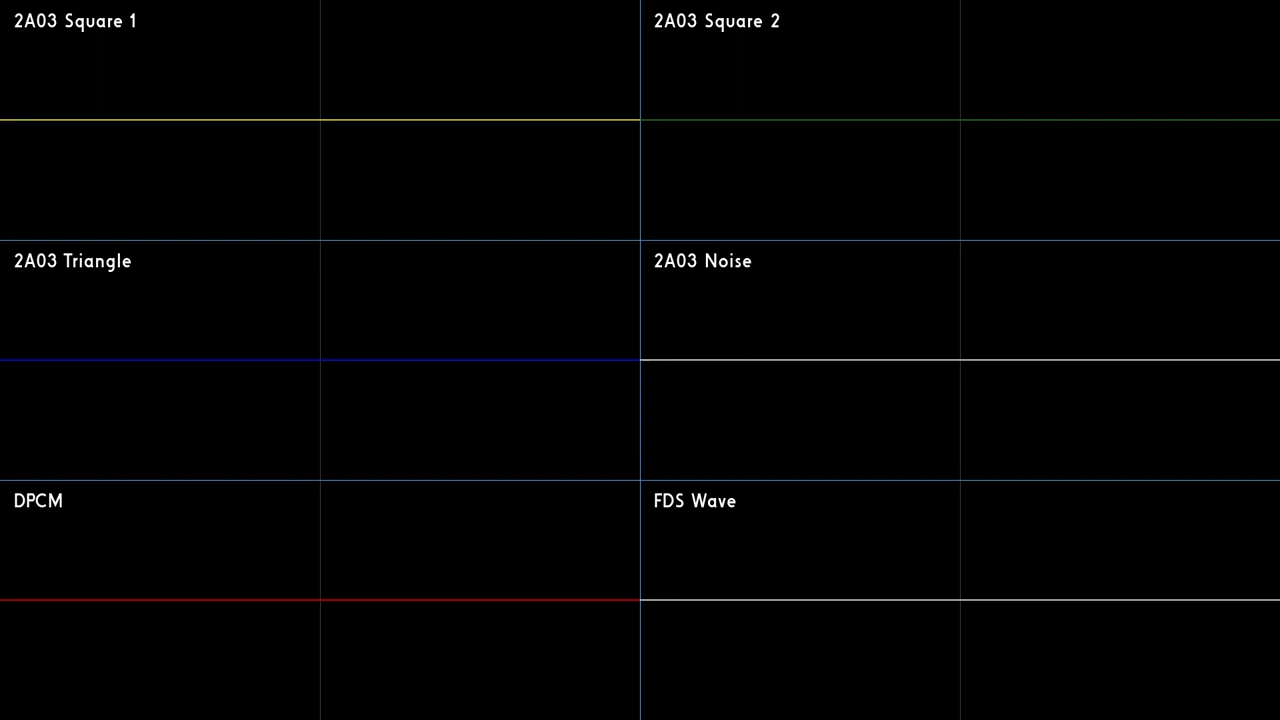 2A03 Square 1
2A03 Square 2
2A03 Triangle
2A03 Noise
DPCM
FDS Wave